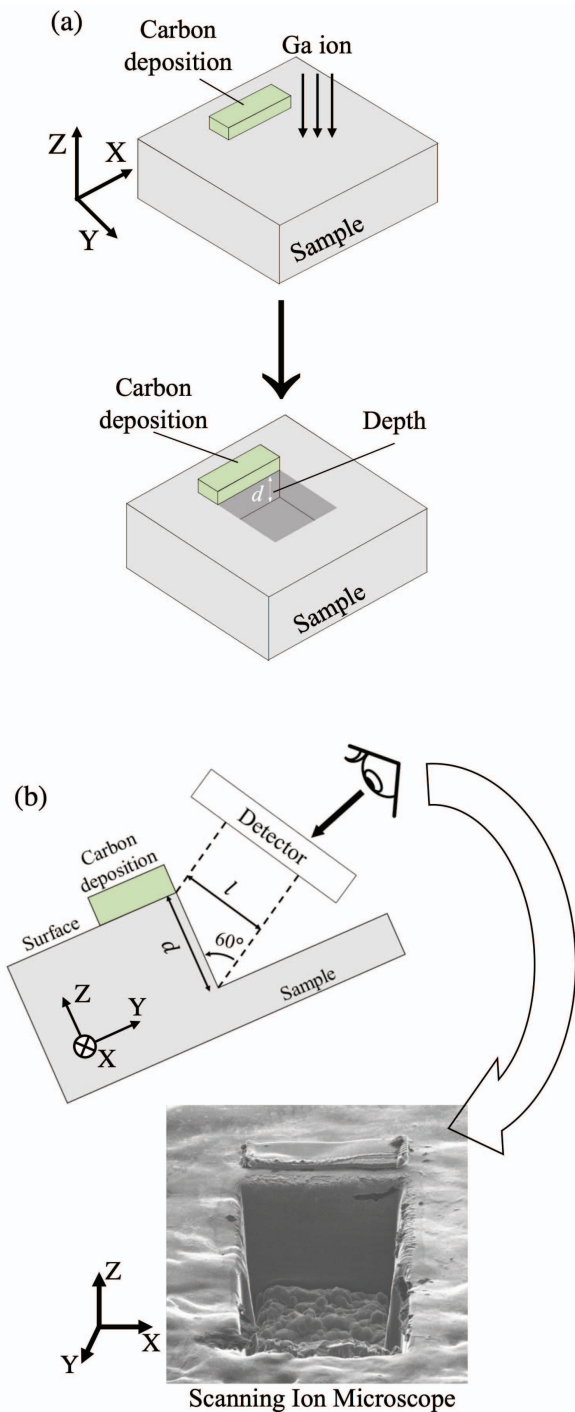 (a)
Carbon
deposition
Ga ion
Z
X
Y
Sample
Carbon
deposition
Depth
d
Sample
(b)
Detector
Carbon
deposition
l
Surface
60°
d
Sample
Z
Y
X
Z
X
Y
Scanning Ion Microscope